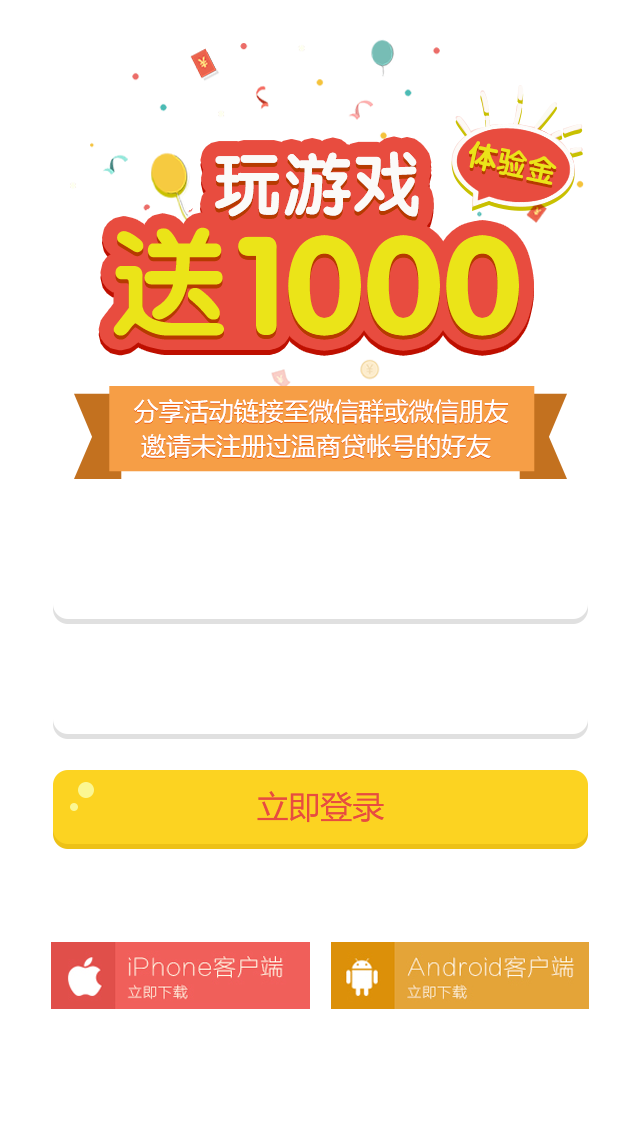 体验金
玩游戏
送1000
分享活动链接至微信群或微信朋友
邀请未注册过温商贷帐号的好友
立即登录
iPhone客户端
立即下载
Android客户端
立即下载